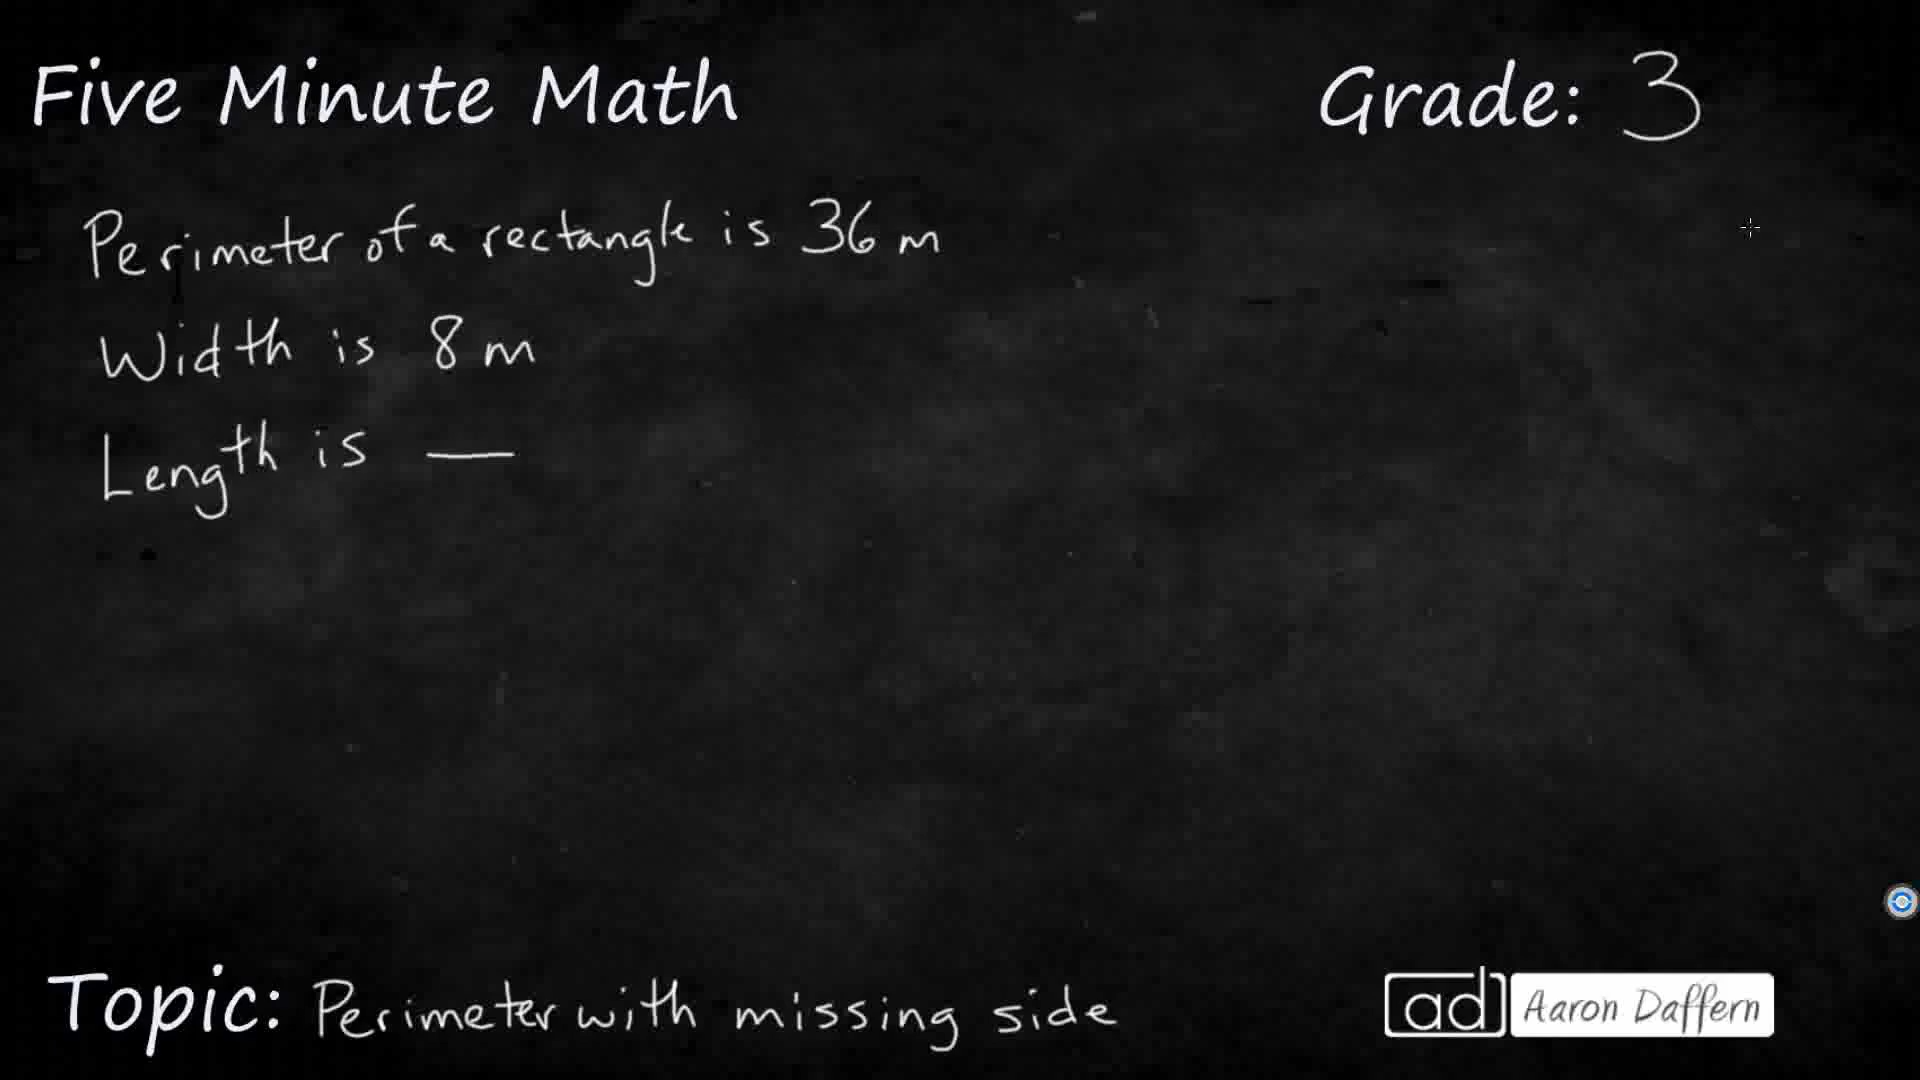 Five Minute Math
Grade: 3
Perimeter of a rectangle is 36 m
Width is 8 m
Length is __
Topic: Perimeter with missing side
ad Aaron Daffern